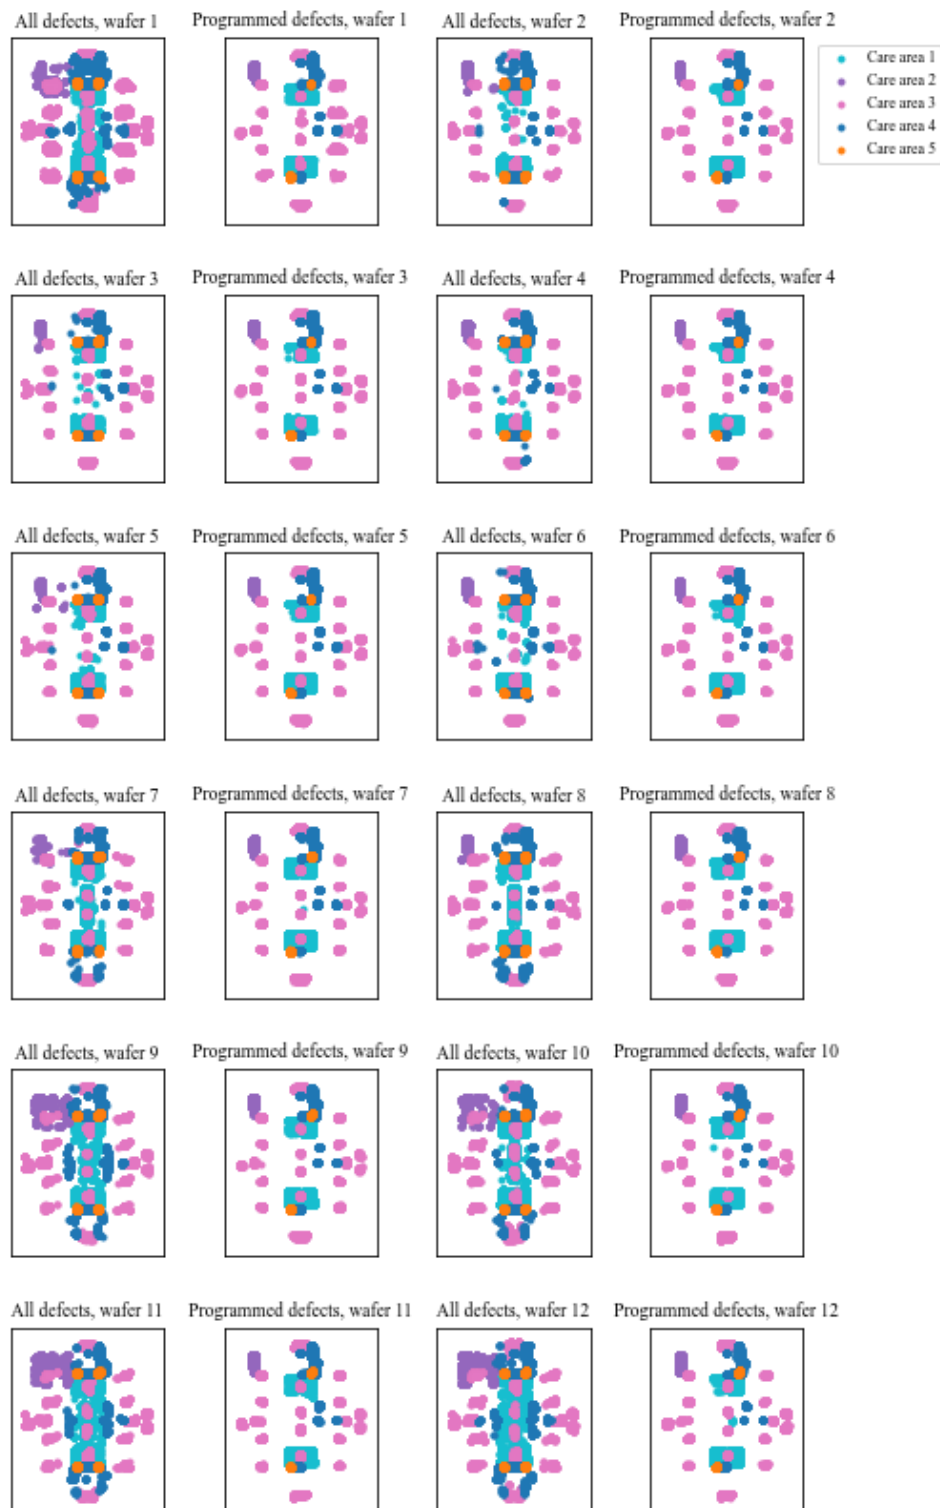 All defects, wafer 1
Programmed defects, wafer 1
All defects, wafer 2
Programmed defects, wafer 2
Care area 1
Care area 2
Care area 3
Care area 4
Care area 5
All defects, wafer 3
Programmed defects, wafer 3
All defects, wafer 4
Programmed defects, wafer 4
All defects, wafer 5
Programmed defects, wafer 5
All defects, wafer 6
Programmed defects, wafer 6
All defects, wafer 7
Programmed defects, wafer 7
All defects, wafer 8
Programmed defects, wafer 8
All defects, wafer 9
Programmed defects, wafer 9
All defects, wafer 10
Programmed defects, wafer 10
All defects, wafer 11
Programmed defects, wafer 11
All defects, wafer 12
Programmed defects, wafer 12